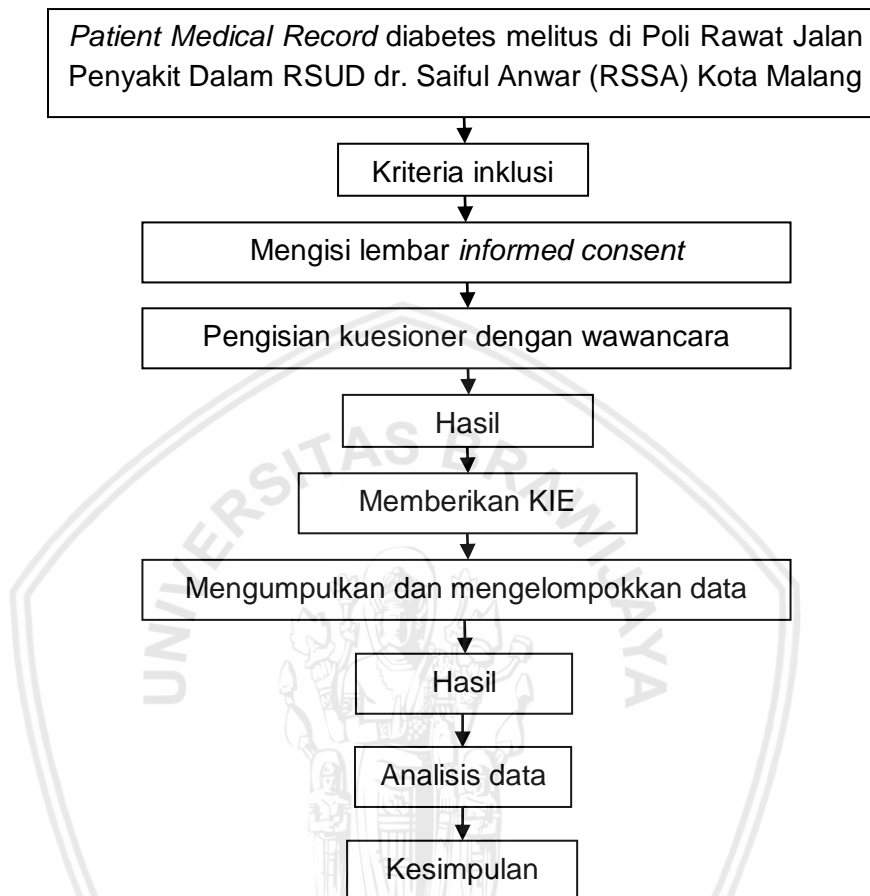 Patient Medical Record diabetes melitus di Poli Rawat Jalan
Penyakit Dalam RSUD dr. Saiful Anwar (RSSA) Kota Malang
Kriteria inklusi
Mengisi lembar informed consent
Pengisian kuesioner dengan wawancara
Hasil
Memberikan KIE
Mengumpulkan dan mengelompokkan data
Hasil
Analisis data
Kesimpulan
UNIVERSITAS BRAWIJAYA